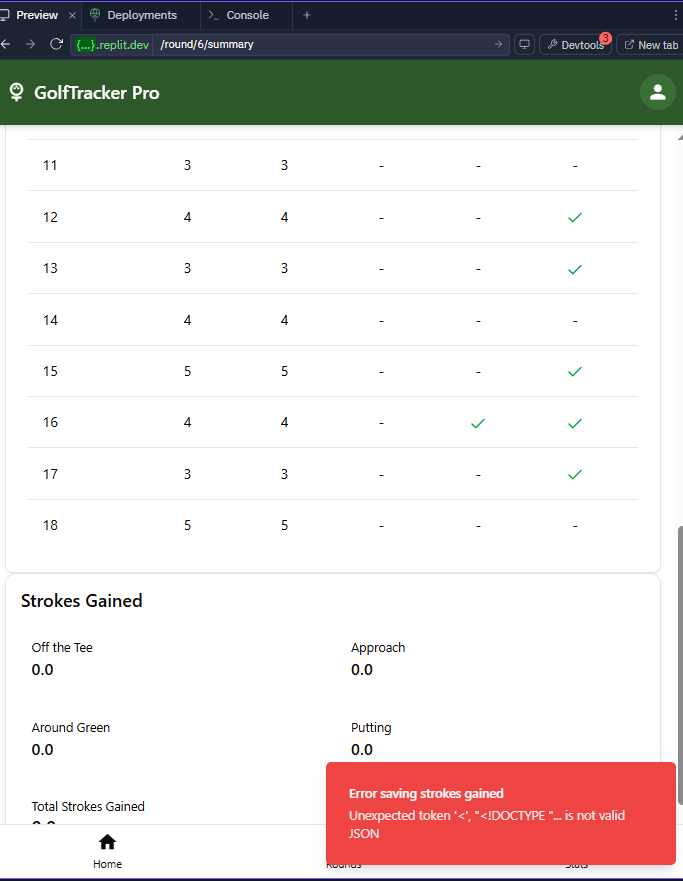 Preview × Deployments >_ Console +
{...}.replit.dev /round/6/summary Devtools 3 New tab
GolfTracker Pro
11 3 3 - - -
12 4 4 - - ✓
13 3 3 - - ✓
14 4 4 - - -
15 5 5 - - ✓
16 4 4 - ✓ ✓
17 3 3 - - ✓
18 5 5 - - -
Strokes Gained
Off the Tee Approach
0.0 0.0
Around Green Putting
0.0 0.0
Total Strokes Gained
Error saving strokes gained
Unexpected token '<', "<!DOCTYPE "... is not valid
JSON
Home Rounds Stats